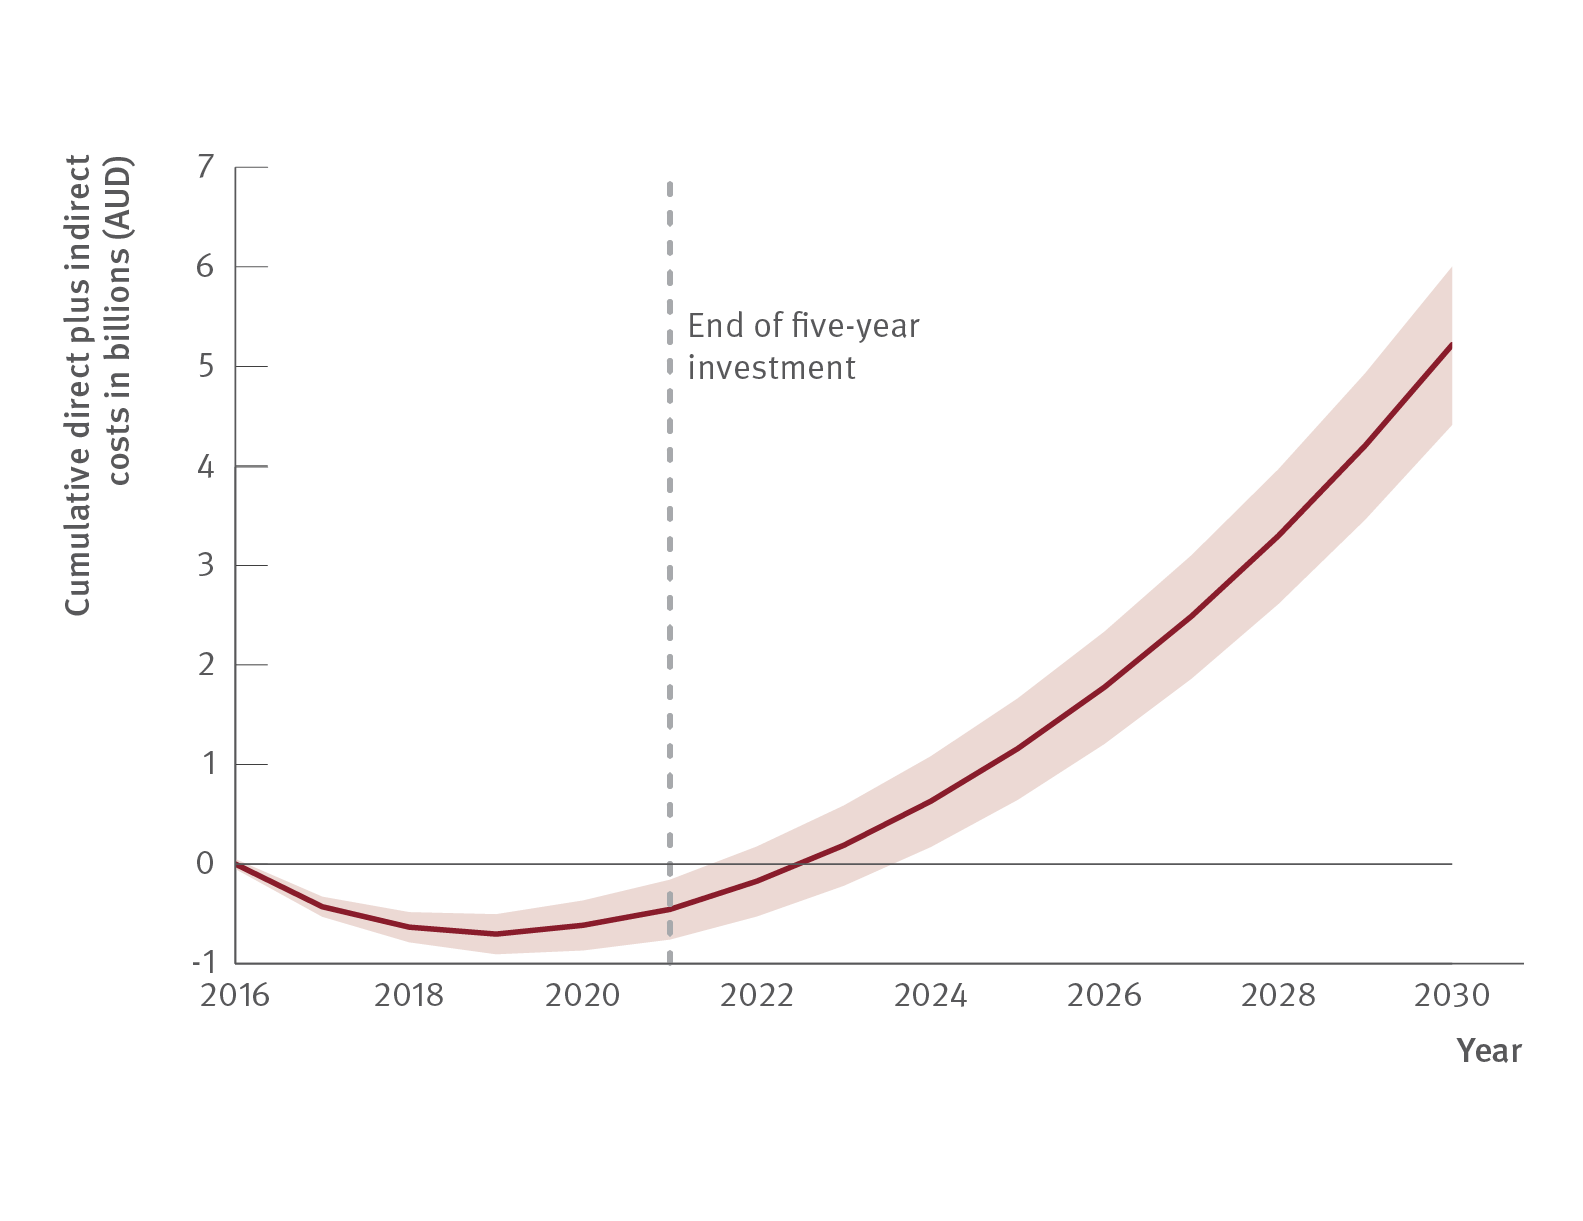 Cumulative direct plus indirect
costs in billions (AUD)
7
6
5
4
3
2
1
0
-1
End of five-year
investment
2016 2018 2020 2022 2024 2026 2028 2030
Year